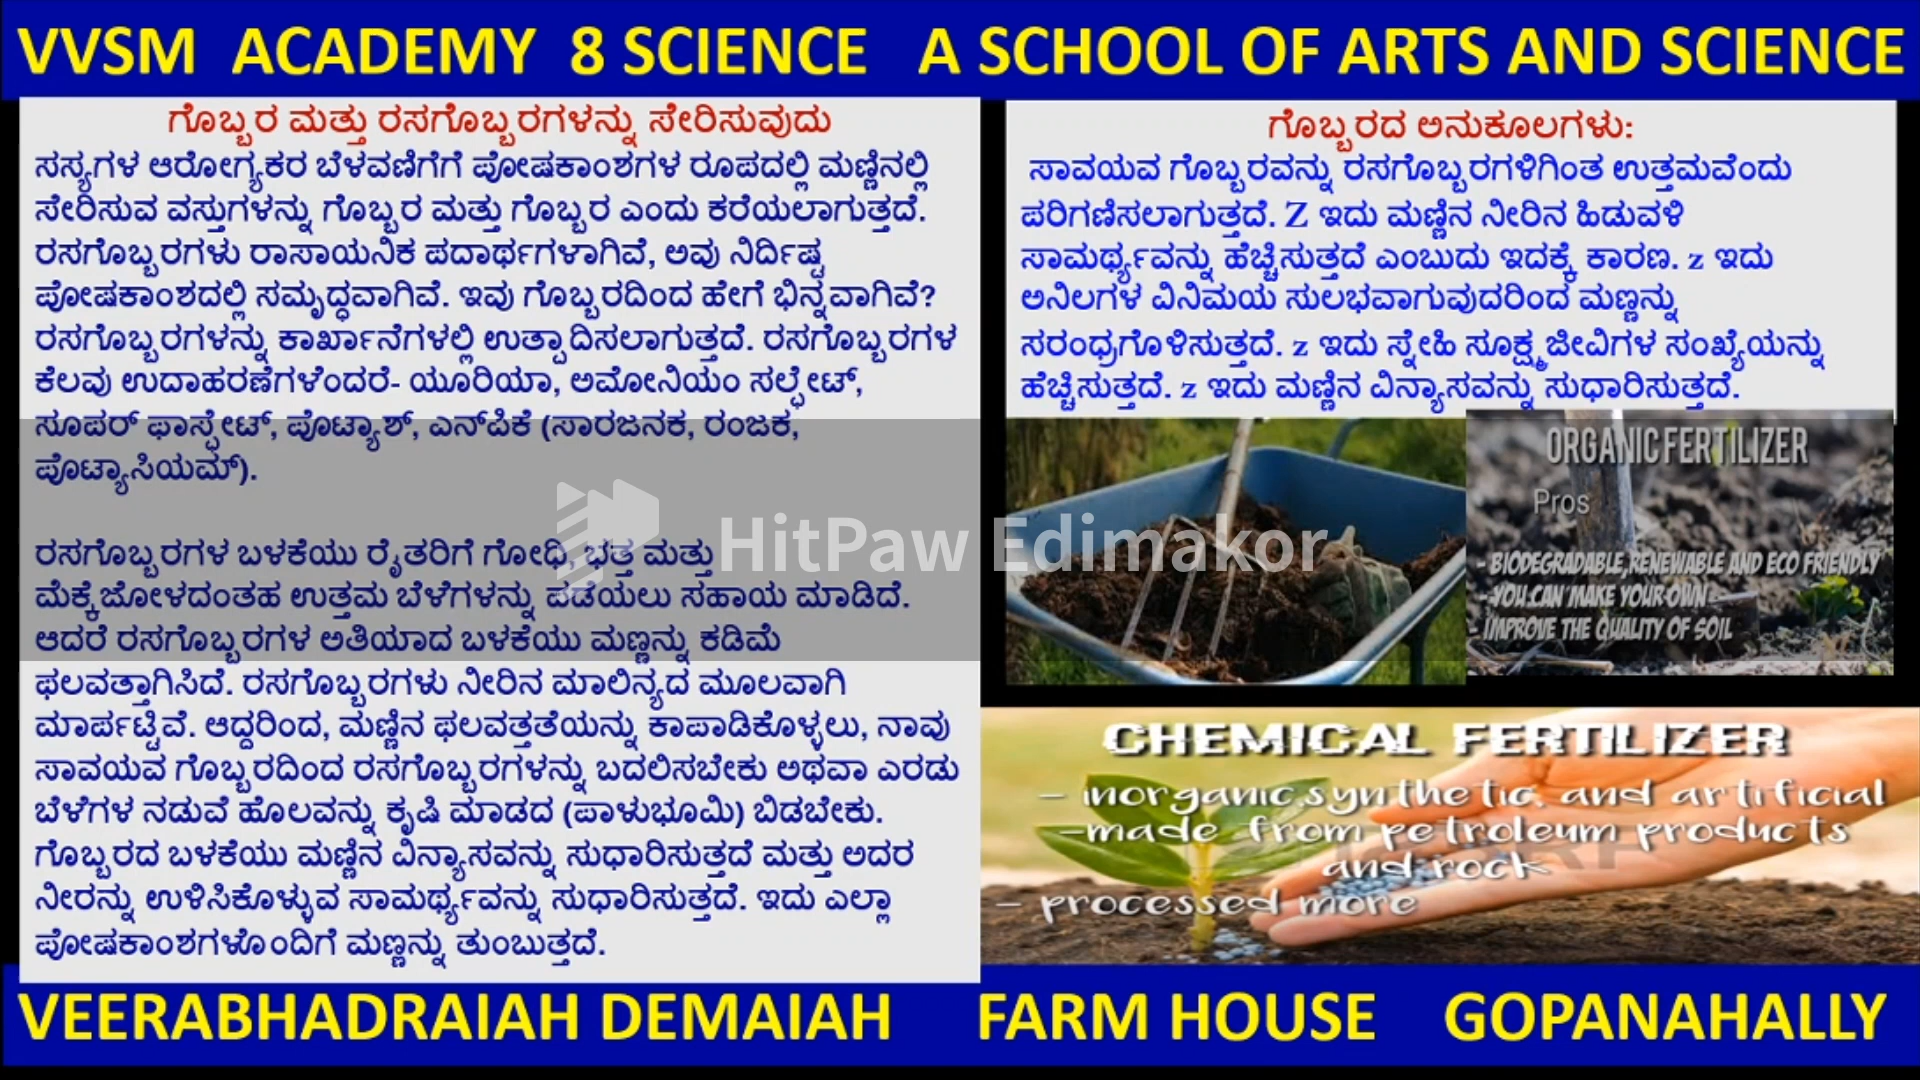 VVSM ACADEMY 8 SCIENCE A SCHOOL OF ARTS AND SCIENCE
ಗೊಬ್ಬರ ಮತ್ತು ರಸಗೊಬ್ಬರಗಳನ್ನು ಸೇರಿಸುವುದು
ಸಸ್ಯಗಳ ಆರೋಗ್ಯಕರ ಬೆಳವಣಿಗೆಗೆ ಪೋಷಕಾಂಶಗಳ ರೂಪದಲ್ಲಿ ಮಣ್ಣಿನಲ್ಲಿ
ಸೇರಿಸುವ ವಸ್ತುಗಳನ್ನು ಗೊಬ್ಬರ ಮತ್ತು ಗೊಬ್ಬರ ಎಂದು ಕರೆಯಲಾಗುತ್ತದೆ.
ರಸಗೊಬ್ಬರಗಳು ರಾಸಾಯನಿಕ ಪದಾರ್ಥಗಳಾಗಿವೆ, ಅವು ನಿರ್ದಿಷ್ಟ
ಪೋಷಕಾಂಶದಲ್ಲಿ ಸಮೃದ್ಧವಾಗಿವೆ. ಇವು ಗೊಬ್ಬರದಿಂದ ಹೇಗೆ ಭಿನ್ನವಾಗಿವೆ?
ರಸಗೊಬ್ಬರಗಳನ್ನು ಕಾರ್ಖಾನೆಗಳಲ್ಲಿ ಉತ್ಪಾದಿಸಲಾಗುತ್ತದೆ. ರಸಗೊಬ್ಬರಗಳ
ಕೆಲವು ಉದಾಹರಣೆಗಳೆಂದರೆ- ಯೂರಿಯಾ, ಅಮೋನಿಯಂ ಸಲ್ಫೇಟ್,
ಸೂಪರ್ ಫಾಸ್ಫೇಟ್, ಪೊಟ್ಯಾಶ್, ಎನ್‌ಪಿಕೆ (ಸಾರಜನಕ, ರಂಜಕ,
ಪೊಟ್ಯಾಸಿಯಮ್).
ರಸಗೊಬ್ಬರಗಳ ಬಳಕೆಯು ರೈತರಿಗೆ ಗೋಧಿ, ಭತ್ತ ಮತ್ತು
ಮೆಕ್ಕೆಜೋಳದಂತಹ ಉತ್ತಮ ಬೆಳೆಗಳನ್ನು ಪಡೆಯಲು ಸಹಾಯ ಮಾಡಿದೆ.
ಆದರೆ ರಸಗೊಬ್ಬರಗಳ ಅತಿಯಾದ ಬಳಕೆಯು ಮಣ್ಣನ್ನು ಕಡಿಮೆ
ಫಲವತ್ತಾಗಿಸಿದೆ. ರಸಗೊಬ್ಬರಗಳು ನೀರಿನ ಮಾಲಿನ್ಯದ ಮೂಲವಾಗಿ
ಮಾರ್ಪಟ್ಟಿವೆ. ಆದ್ದರಿಂದ, ಮಣ್ಣಿನ ಫಲವತ್ತತೆಯನ್ನು ಕಾಪಾಡಿಕೊಳ್ಳಲು, ನಾವು
ಸಾವಯವ ಗೊಬ್ಬರದಿಂದ ರಸಗೊಬ್ಬರಗಳನ್ನು ಬದಲಿಸಬೇಕು ಅಥವಾ ಎರಡು
ಬೆಳೆಗಳ ನಡುವೆ ಹೊಲವನ್ನು ಕೃಷಿ ಮಾಡದ (ಪಾಳುಭೂಮಿ) ಬಿಡಬೇಕು.
ಗೊಬ್ಬರದ ಬಳಕೆಯು ಮಣ್ಣಿನ ವಿನ್ಯಾಸವನ್ನು ಸುಧಾರಿಸುತ್ತದೆ ಮತ್ತು ಅದರ
ನೀರನ್ನು ಉಳಿಸಿಕೊಳ್ಳುವ ಸಾಮರ್ಥ್ಯವನ್ನು ಸುಧಾರಿಸುತ್ತದೆ. ಇದು ಎಲ್ಲಾ
ಪೋಷಕಾಂಶಗಳೊಂದಿಗೆ ಮಣ್ಣನ್ನು ತುಂಬುತ್ತದೆ.
ಗೊಬ್ಬರದ ಅನುಕೂಲಗಳು:
ಸಾವಯವ ಗೊಬ್ಬರವನ್ನು ರಸಗೊಬ್ಬರಗಳಿಗಿಂತ ಉತ್ತಮವೆಂದು
ಪರಿಗಣಿಸಲಾಗುತ್ತದೆ. Z ಇದು ಮಣ್ಣಿನ ನೀರಿನ ಹಿಡುವಳಿ
ಸಾಮರ್ಥ್ಯವನ್ನು ಹೆಚ್ಚಿಸುತ್ತದೆ ಎಂಬುದು ಇದಕ್ಕೆ ಕಾರಣ. z ಇದು
ಅನಿಲಗಳ ವಿನಿಮಯ ಸುಲಭವಾಗುವುದರಿಂದ ಮಣ್ಣನ್ನು
ಸರಂಧ್ರಗೊಳಿಸುತ್ತದೆ. z ಇದು ಸ್ನೇಹಿ ಸೂಕ್ಷ್ಮಜೀವಿಗಳ ಸಂಖ್ಯೆಯನ್ನು
ಹೆಚ್ಚಿಸುತ್ತದೆ. z ಇದು ಮಣ್ಣಿನ ವಿನ್ಯಾಸವನ್ನು ಸುಧಾರಿಸುತ್ತದೆ.
ORGANIC FERTILIZER
Pros
- BIODEGRADABLE,RENEWABLE AND ECO FRIENDLY
- YOU CAN MAKE YOUR OWN
- IMPROVE THE QUALITY OF SOIL
HitPaw Edimakor
CHEMICAL FERTILIZER
- inorganic,synthetic, and artificial
-made from petroleum products
and rock
- processed more
VEERABHADRAIAH DEMAIAH FARM HOUSE GOPANAHALLY